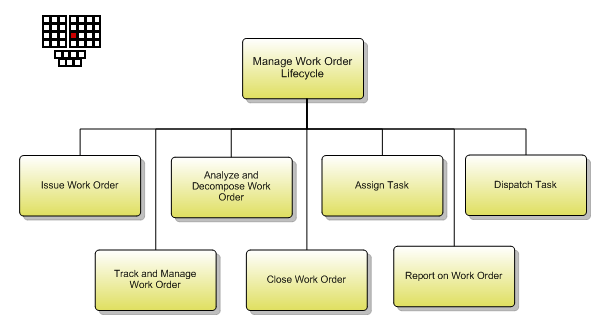 Manage Work Order
Lifecycle
Issue Work Order
Analyze and
Decompose Work
Order
Assign Task
Dispatch Task
Track and Manage
Work Order
Close Work Order
Report on Work Order